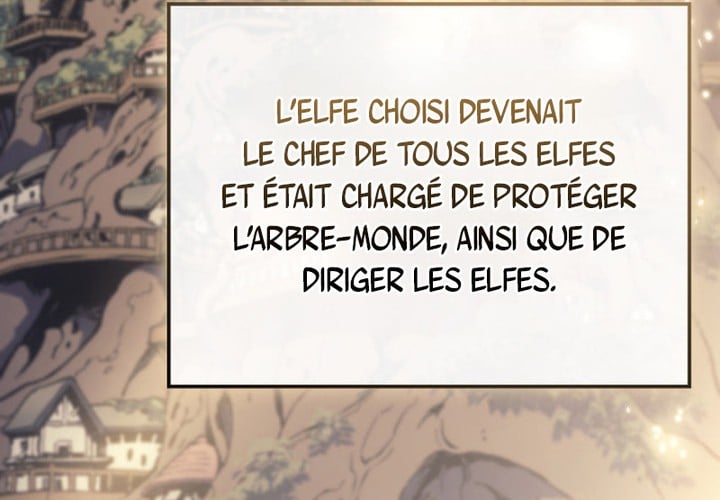 L'ELFE CHOISI DEVENAIT
LE CHEF DE TOUS LES ELFES
ET ÉTAIT CHARGÉ DE PROTÉGER
L'ARBRE-MONDE, AINSI QUE DE
DIRIGER LES ELFES.